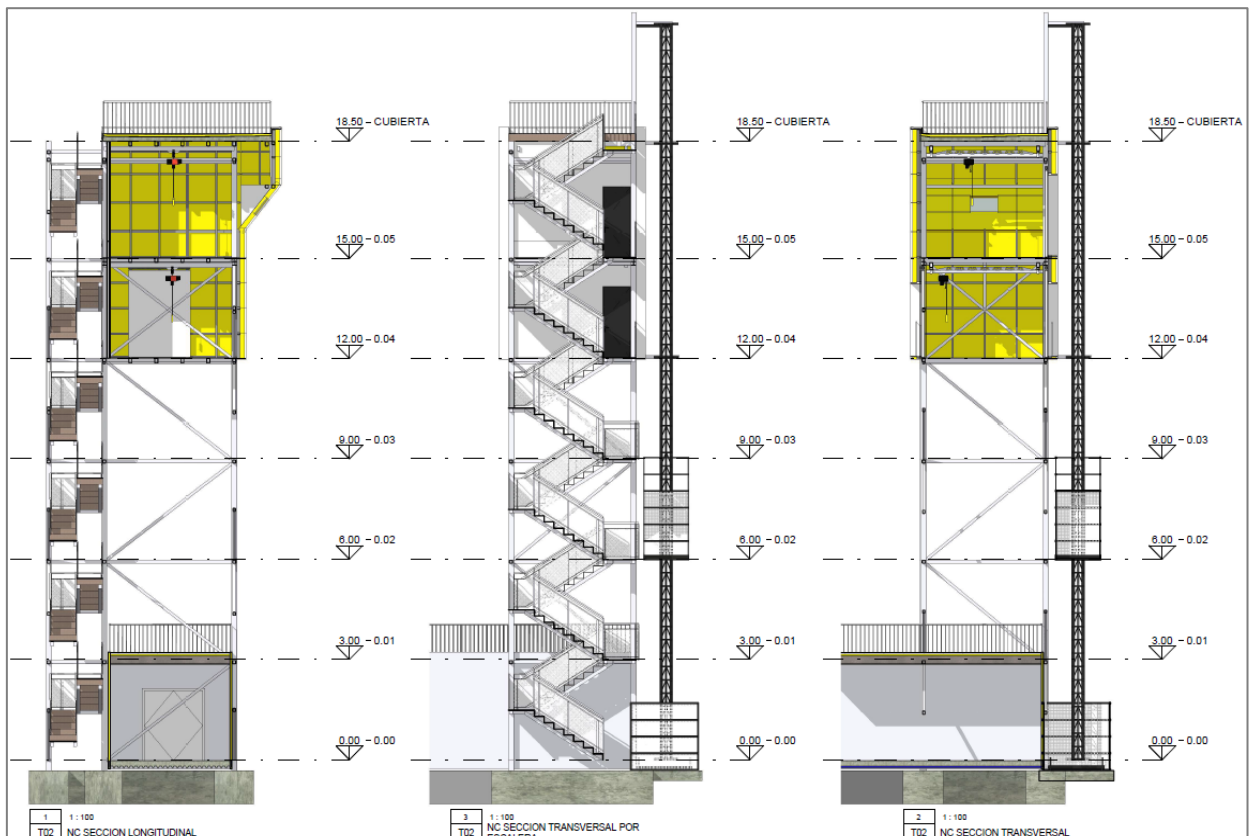 18.50 - CUBIERTA
15.00 - 0.05
12.00 - 0.04
9.00 - 0.03
6.00 - 0.02
3.00 - 0.01
0.00 - 0.00
18.50 - CUBIERTA
15.00 - 0.05
12.00 - 0.04
9.00 - 0.03
6.00 - 0.02
3.00 - 0.01
0.00 - 0.00
18.50 - CUBIERTA
15.00 - 0.05
12.00 - 0.04
9.00 - 0.03
6.00 - 0.02
3.00 - 0.01
0.00 - 0.00
1 1 : 100
T02 NC SECCION LONGITUDINAL
3 1 : 100
T02 NC SECCION TRANSVERSAL POR
ESCALERA
2 1 : 100
T02 NC SECCION TRANSVERSAL